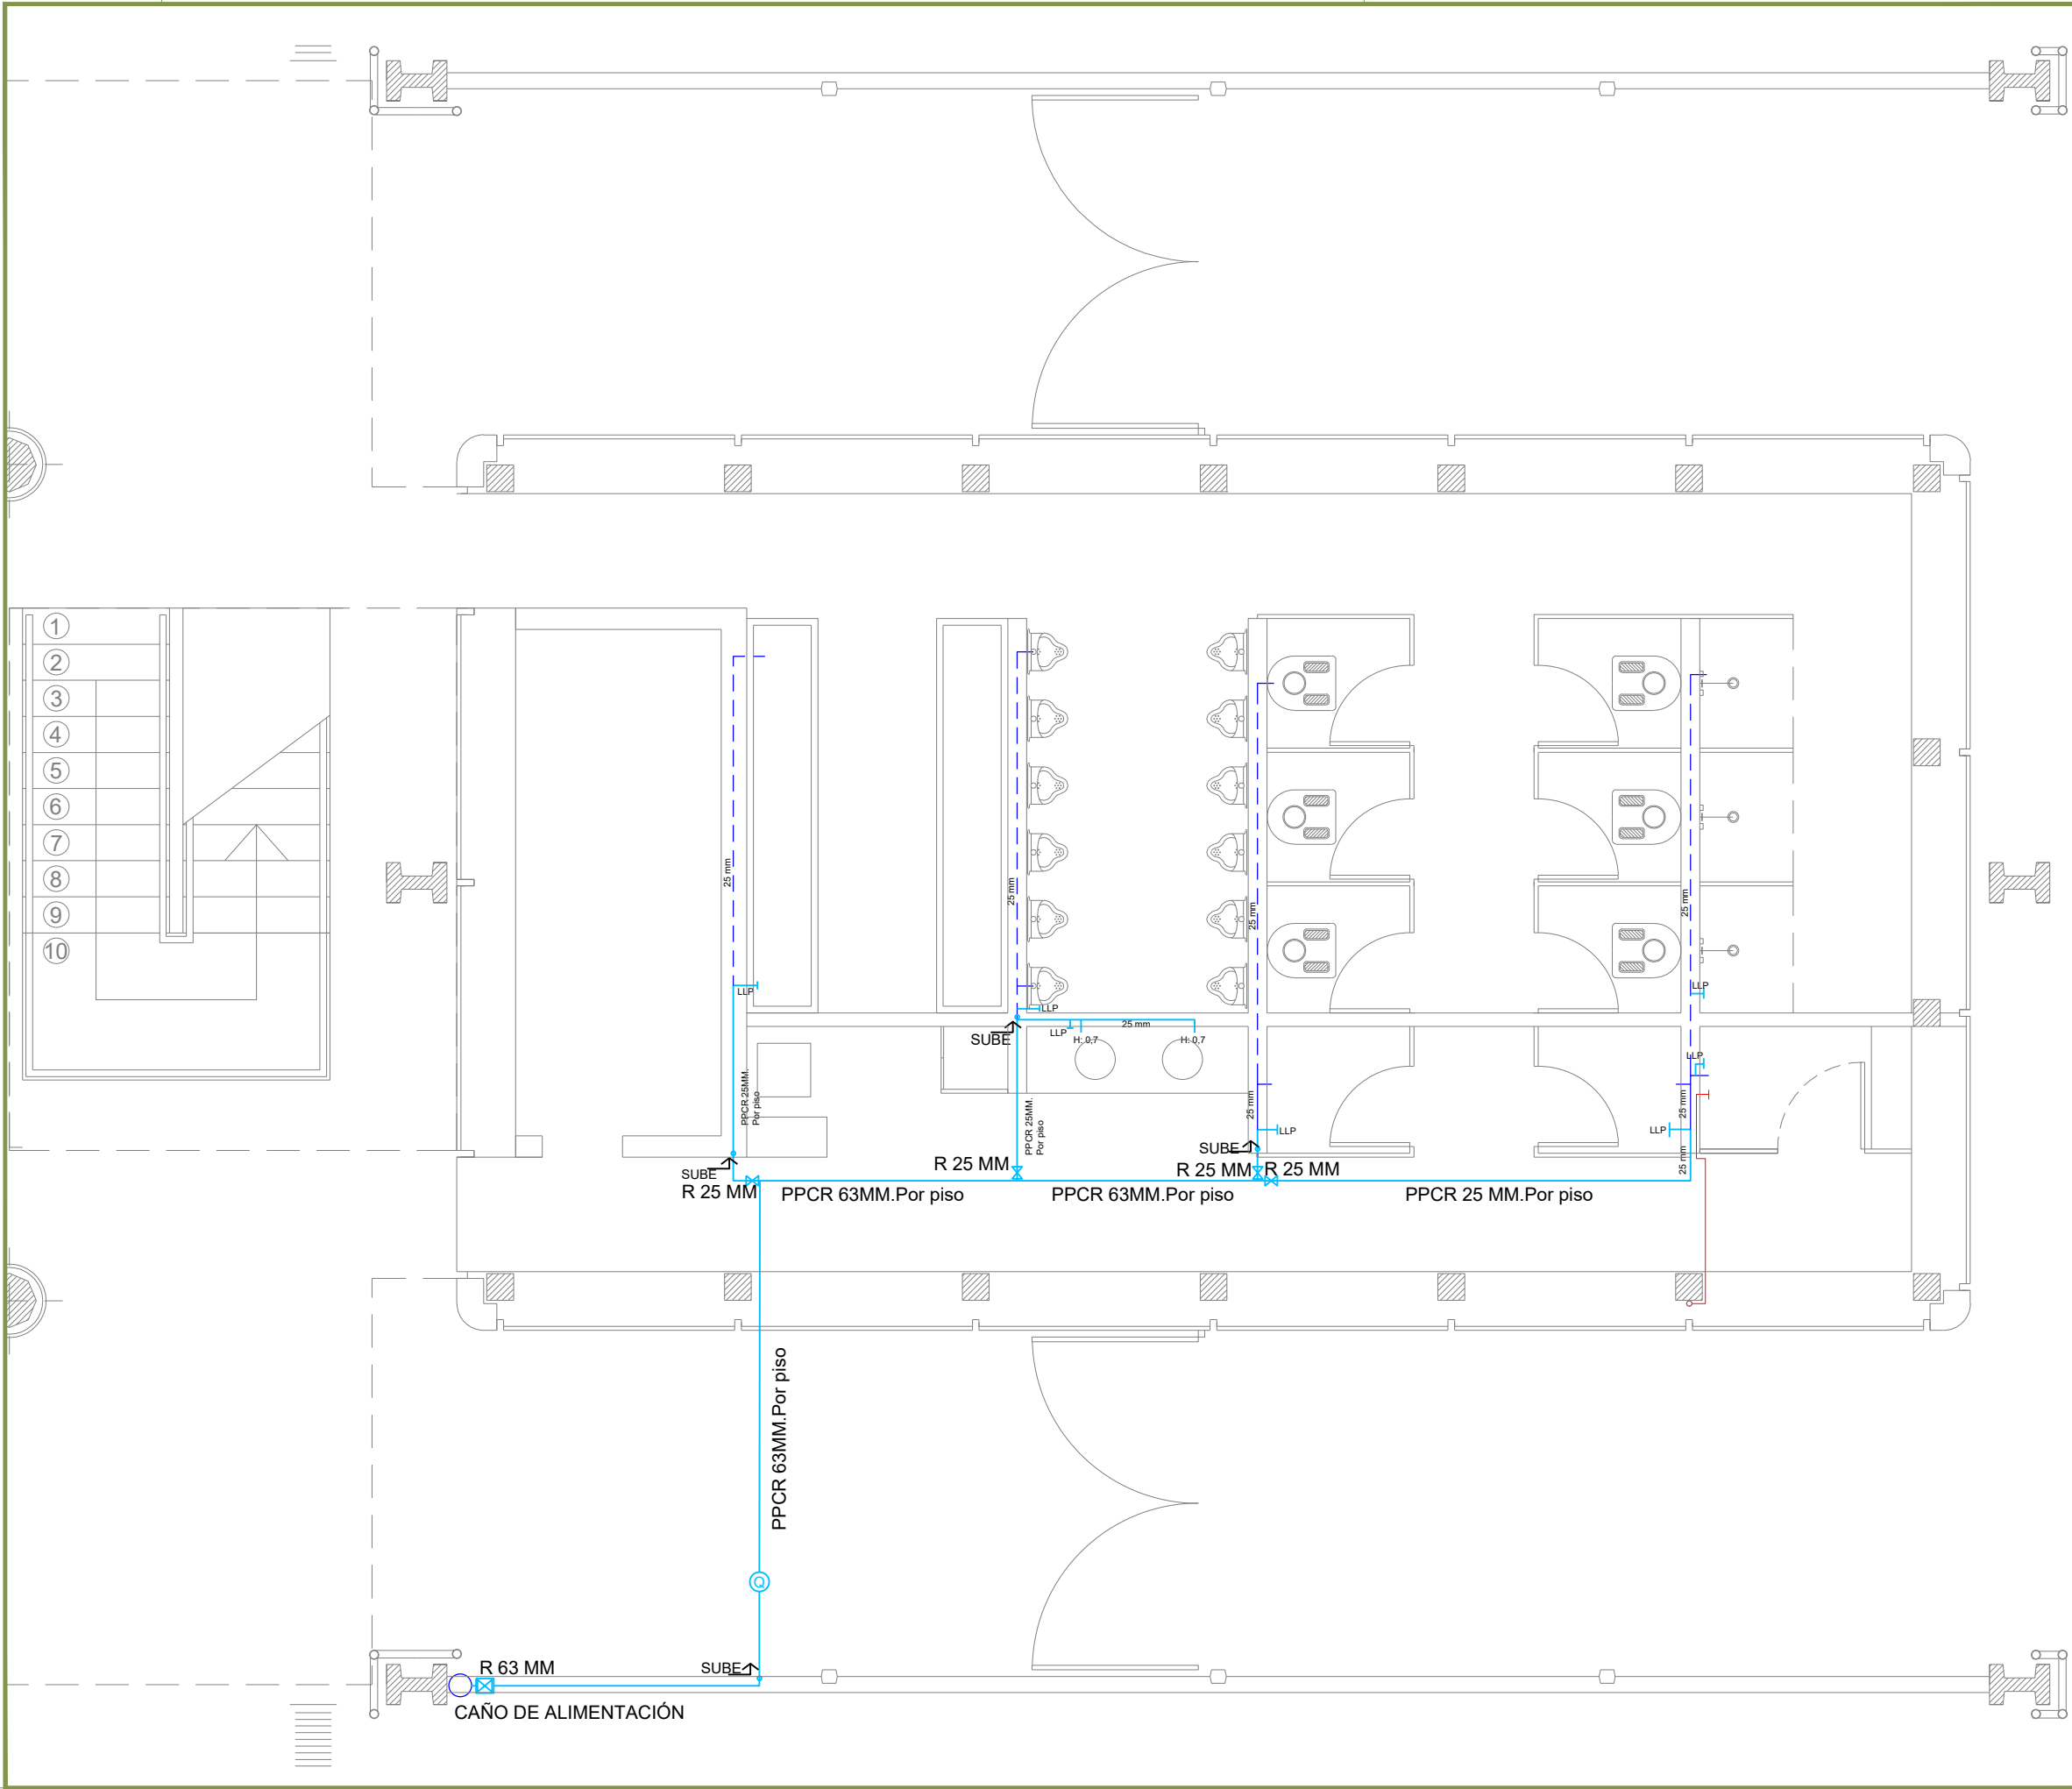 1
2
3
4
5
6
7
8
9
10
25 mm
25 mm
25 mm
25 mm
LLP
LLP
LLP
SUBE
LLP
25 mm
H: 0,7
H: 0,7
LLP
PPCR.25MM.
Por piso
PPCR 25MM.
Por piso
25 mm
25 mm
LLP
LLP
SUBE
25 mm
SUBE
R 25 MM
R 25 MM
R 25 MM
R 25 MM
PPCR 63MM.Por piso
PPCR 63MM.Por piso
PPCR 25 MM.Por piso
PPCR 63MM.Por piso
Q
R 63 MM
SUBE
CAÑO DE ALIMENTACIÓN